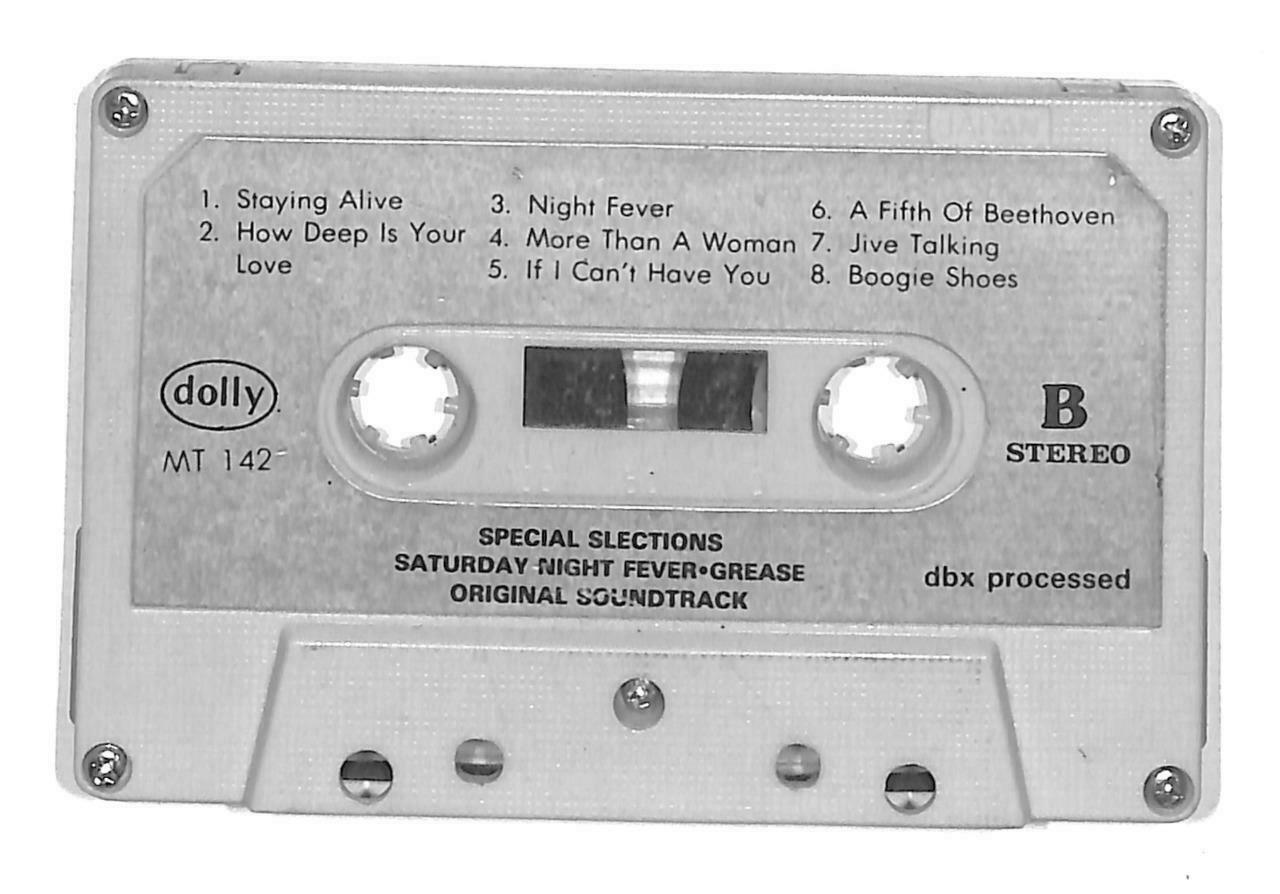 JAPAN
1. Staying Alive
2. How Deep Is Your
Love
3. Night Fever
4. More Than A Woman
5. If I Can't Have You
6. A Fifth Of Beethoven
7. Jive Talking
8. Boogie Shoes
dolly
MT 142
B
STEREO
SPECIAL SLECTIONS
SATURDAY NIGHT FEVER•GREASE
ORIGINAL SOUNDTRACK
dbx processed